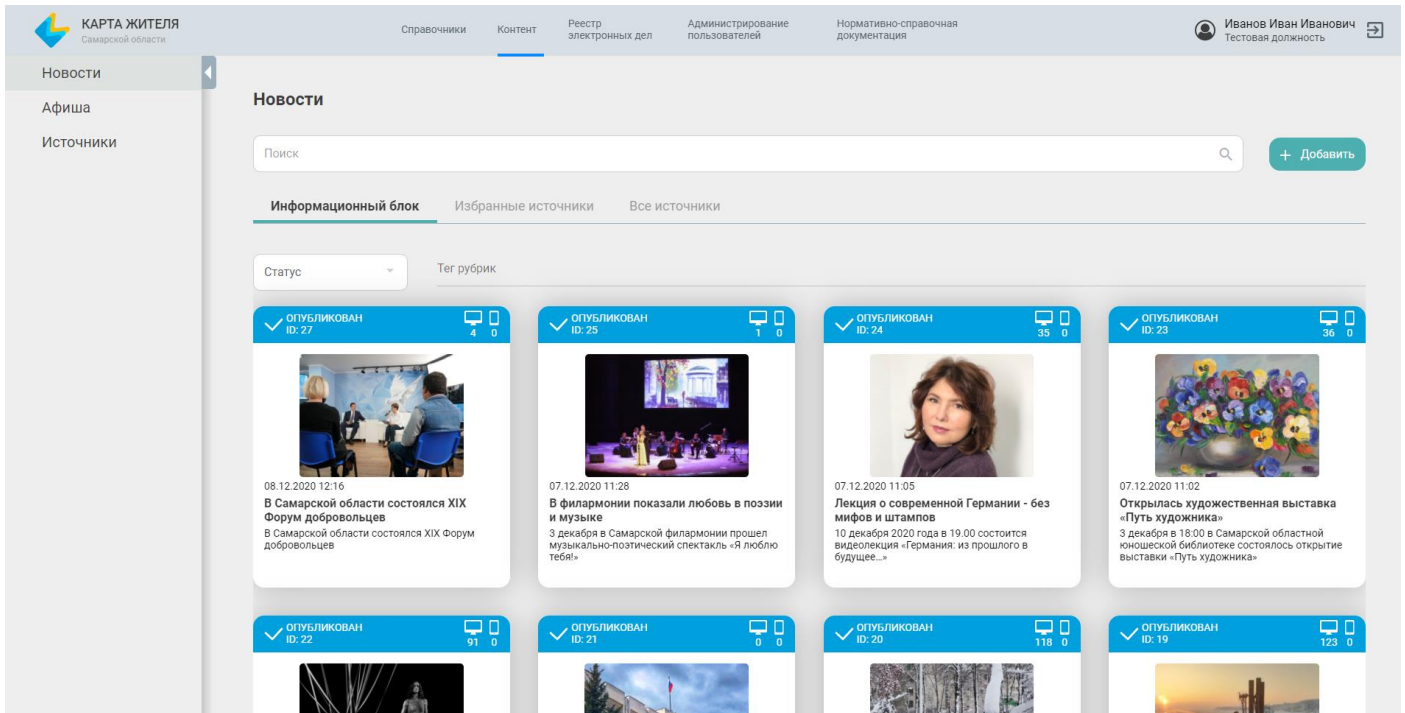 КАРТА ЖИТЕЛЯ
Самарской области
Справочники
Контент
Реестр
электронных дел
Администрирование
пользователей
Нормативно-справочная
документация
Иванов Иван Иванович
Тестовая должность
Новости
Афиша
Источники
Новости
Поиск
+ Добавить
Информационный блок
Избранные источники
Все источники
Статус
Тег рубрик
ОПУБЛИКОВАН
ID: 27
4 0
08.12.2020 12:16
В Самарской области состоялся XIX
Форум добровольцев
В Самарской области состоялся XIX Форум
добровольцев
ОПУБЛИКОВАН
ID: 25
1 0
07.12.2020 11:28
В филармонии показали любовь в поэзии
и музыке
3 декабря в Самарской филармонии прошел
музыкально-поэтический спектакль «Я люблю
тебя!»
ОПУБЛИКОВАН
ID: 24
35 0
07.12.2020 11:05
Лекция о современной Германии - без
мифов и штампов
10 декабря 2020 года в 19.00 состоится
видеолекция «Германия: из прошлого в
будущее…»
ОПУБЛИКОВАН
ID: 23
36 0
07.12.2020 11:02
Открылась художественная выставка
«Путь художника»
3 декабря в 18:00 в Самарской областной
юношеской библиотеке состоялось открытие
выставки «Путь художника»
ОПУБЛИКОВАН
ID: 22
91 0
ОПУБЛИКОВАН
ID: 21
0 0
ОПУБЛИКОВАН
ID: 20
118 0
ОПУБЛИКОВАН
ID: 19
123 0